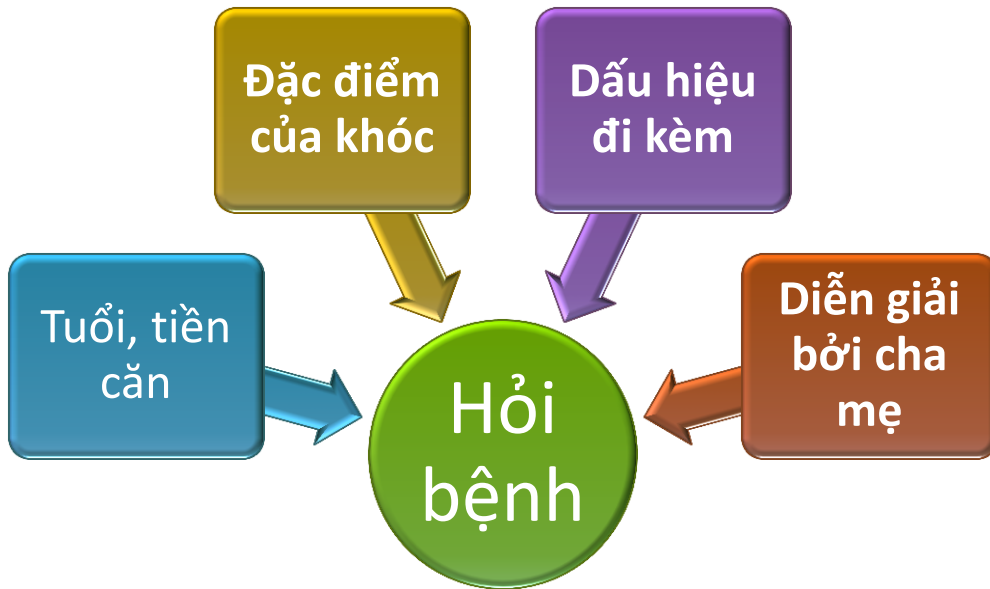 Đặc điểm
của khóc
Dấu hiệu
đi kèm
Tuổi, tiền
căn
Diễn giải
bởi cha
mẹ
Hỏi
bệnh